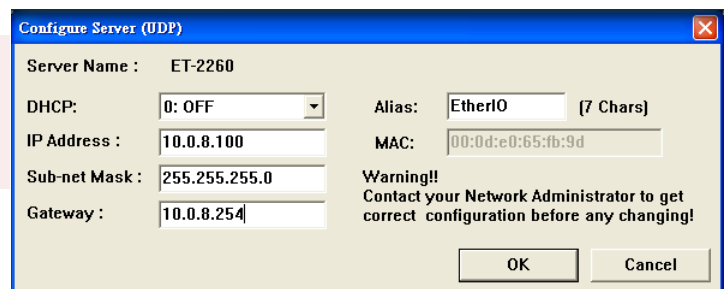 Configure Server (UDP)
Server Name : ET-2260
DHCP: 0: OFF
Alias: EtherIO (7 Chars)
IP Address : 10.0.8.100
MAC: 00:0d:e0:65:fb:9d
Sub-net Mask : 255.255.255.0
Gateway : 10.0.8.254
Warning!!
Contact your Network Administrator to get
correct configuration before any changing!
OK
Cancel